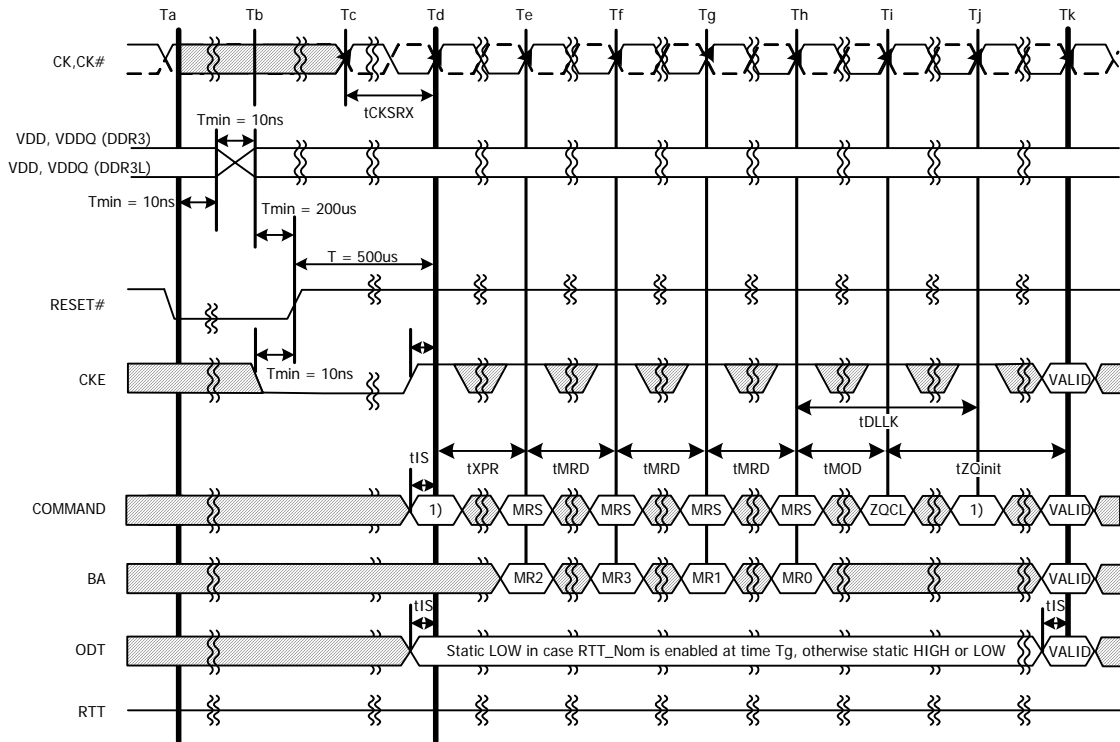 Ta Tb Tc Td Te Tf Tg Th Ti Tj Tk
CK,CK#
tCKSRX
Tmin = 10ns
VDD, VDDQ (DDR3)
VDD, VDDQ (DDR3L)
Tmin = 10ns
Tmin = 200us
T = 500us
RESET#
Tmin = 10ns
CKE
VALID
tDLLK
tIS
tXPR tMRD tMRD tMRD tMOD tZQinit
COMMAND 1) MRS MRS MRS MRS ZQCL 1) VALID
BA MR2 MR3 MR1 MR0 VALID
tIS tIS
ODT Static LOW in case RTT_Nom is enabled at time Tg, otherwise static HIGH or LOW VALID
RTT